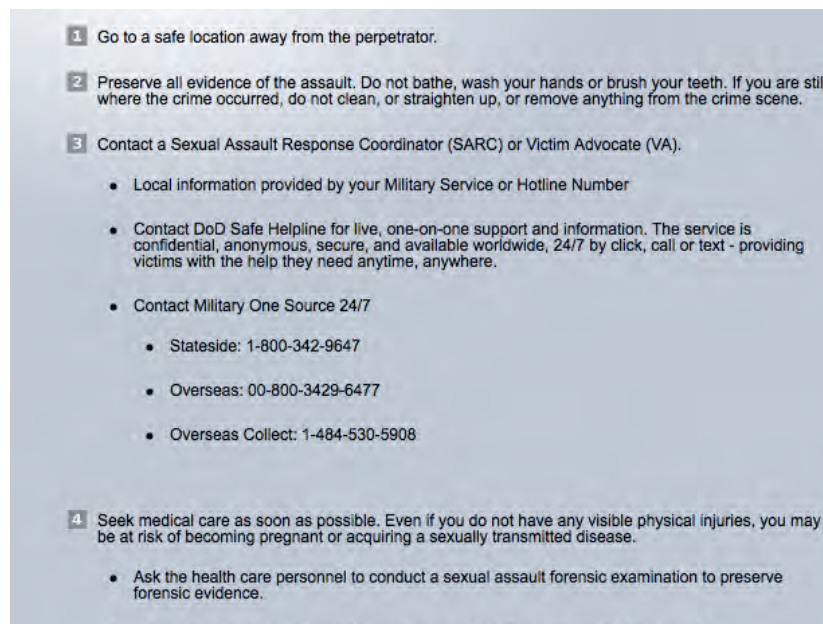 1 Go to a safe location away from the perpetrator.
2 Preserve all evidence of the assault. Do not bathe, wash your hands or brush your teeth. If you are stil
where the crime occurred, do not clean, or straighten up, or remove anything from the crime scene.
3 Contact a Sexual Assault Response Coordinator (SARC) or Victim Advocate (VA).
• Local information provided by your Military Service or Hotline Number
• Contact DoD Safe Helpline for live, one-on-one support and information. The service is
confidential, anonymous, secure, and available worldwide, 24/7 by click, call or text - providing
victims with the help they need anytime, anywhere.
• Contact Military One Source 24/7
• Stateside: 1-800-342-9647
• Overseas: 00-800-3429-6477
• Overseas Collect: 1-484-530-5908
4 Seek medical care as soon as possible. Even if you do not have any visible physical injuries, you may
be at risk of becoming pregnant or acquiring a sexually transmitted disease.
• Ask the health care personnel to conduct a sexual assault forensic examination to preserve
forensic evidence.